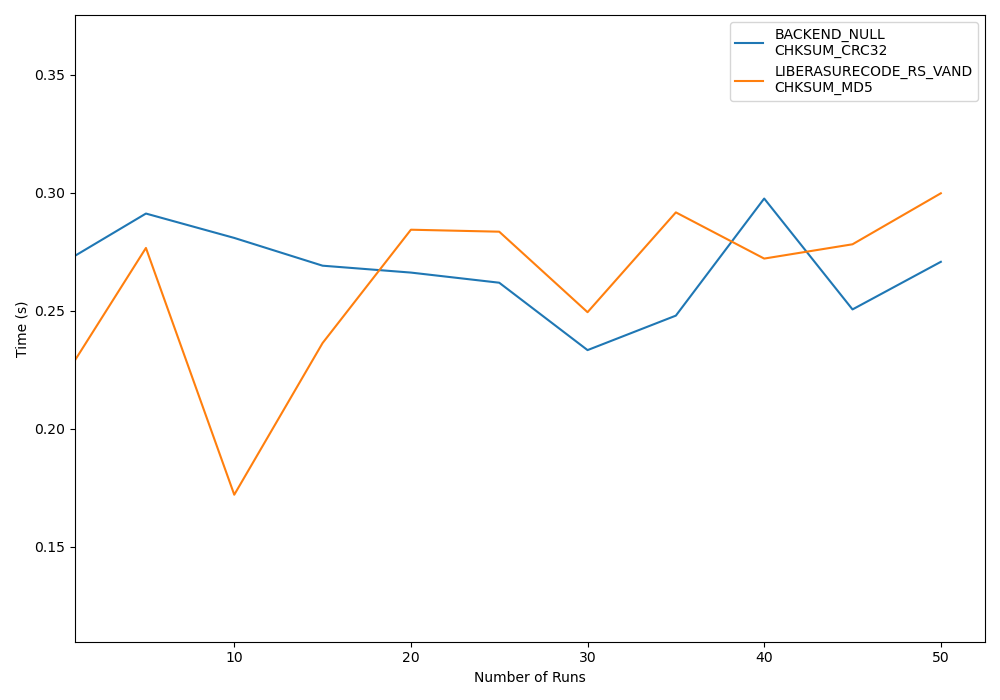 BACKEND_NULL
CHKSUM_CRC32
LIBERASURECODE_RS_VAND
CHKSUM_MD5
0.35
0.30
0.25
0.20
0.15
Time (s)
10 20 30 40 50
Number of Runs